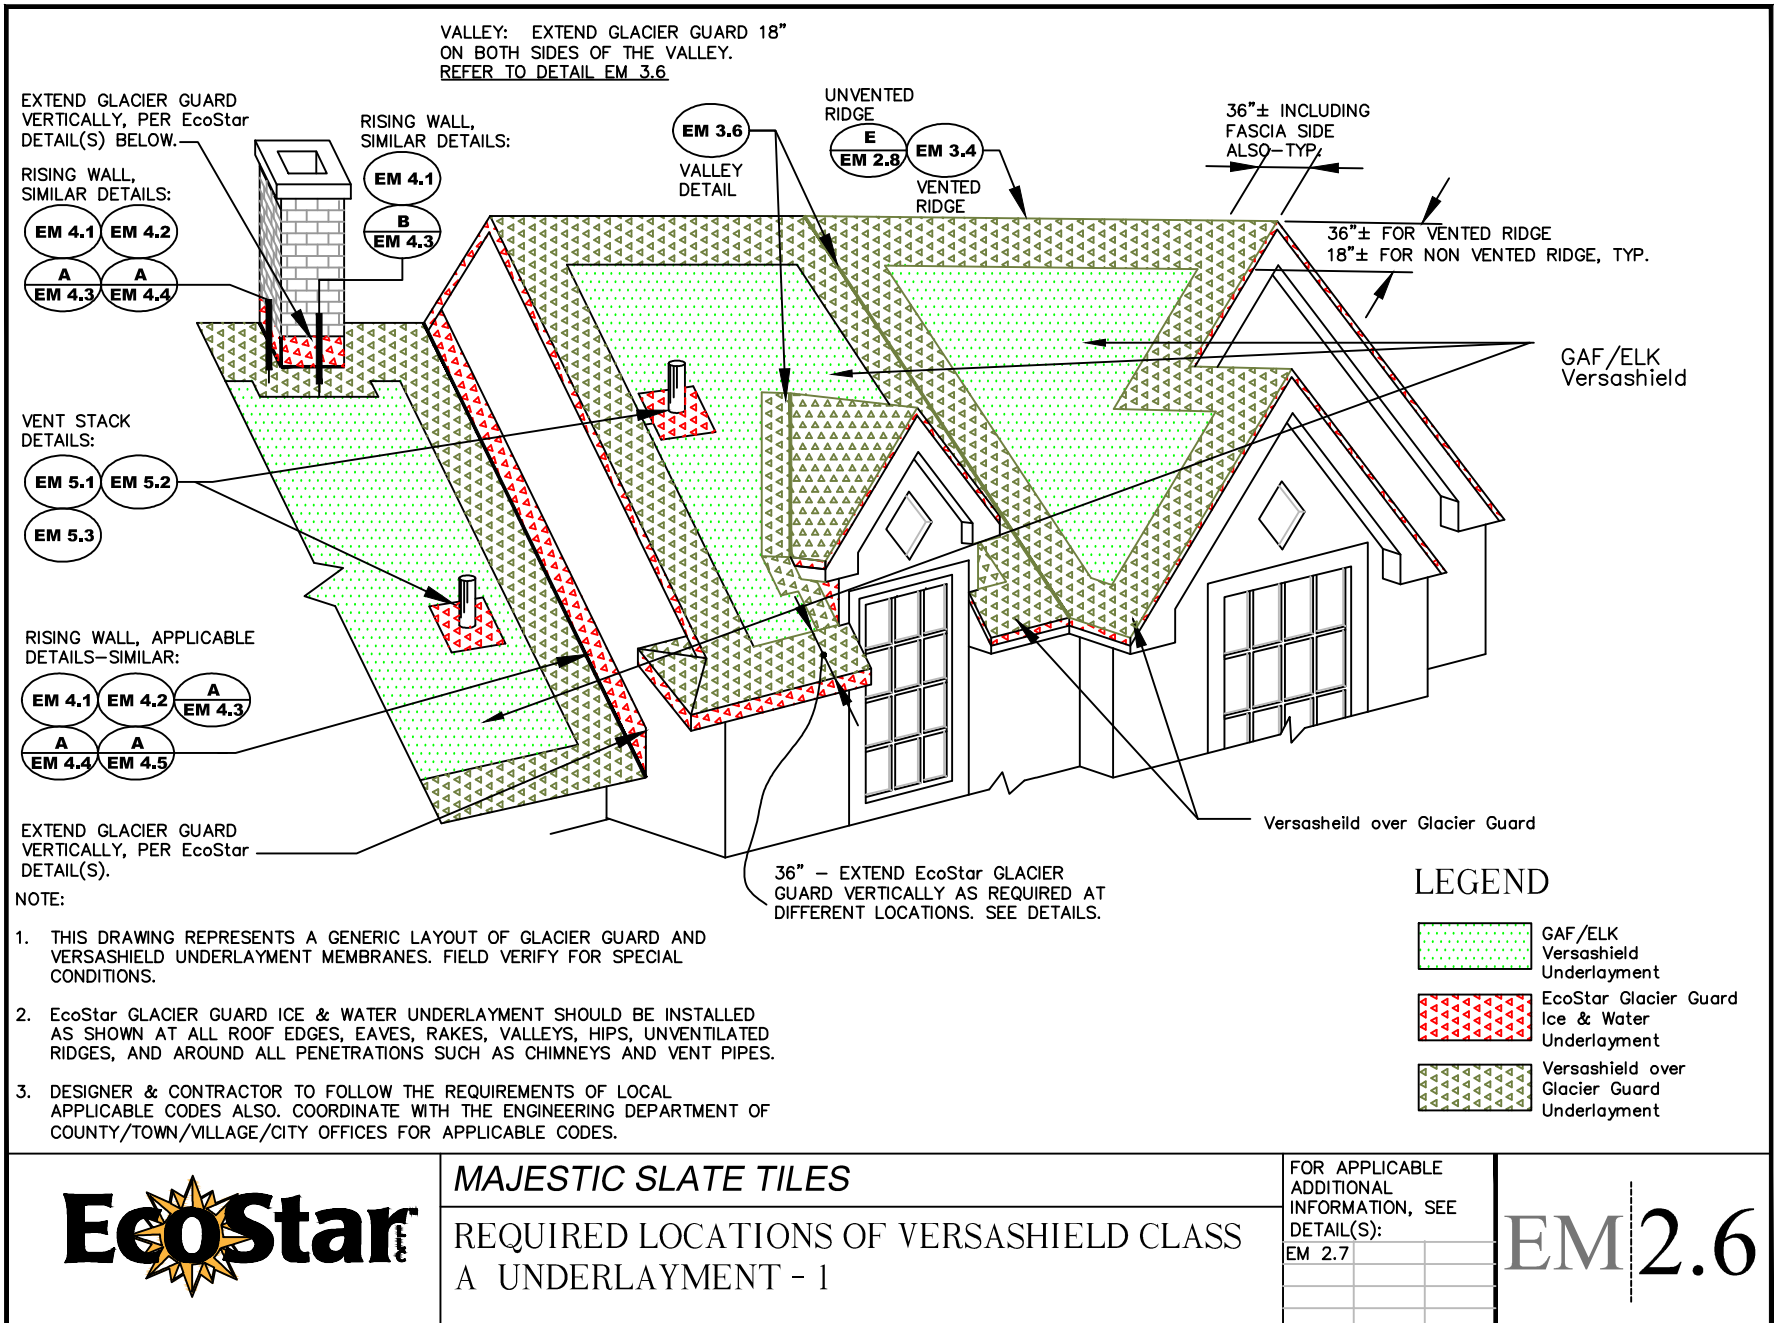 VALLEY: EXTEND GLACIER GUARD 18”
ON BOTH SIDES OF THE VALLEY.
REFER TO DETAIL EM 3.6
EXTEND GLACIER GUARD
VERTICALLY, PER EcoStar
DETAIL(S) BELOW.
RISING WALL,
SIMILAR DETAILS:
EM 4.1
EM 4.2
A
EM 4.3
A
EM 4.4
RISING WALL,
SIMILAR DETAILS:
EM 4.1
B
EM 4.3
EM 3.6
VALLEY
DETAIL
UNVENTED
RIDGE
E
EM 2.8
EM 3.4
VENTED
RIDGE
36”± INCLUDING
FASCIA SIDE
ALSO-TYP.
36”± FOR VENTED RIDGE
18”± FOR NON VENTED RIDGE, TYP.
GAF/ELK
Versashield
VENT STACK
DETAILS:
EM 5.1
EM 5.2
EM 5.3
RISING WALL, APPLICABLE
DETAILS-SIMILAR:
EM 4.1
EM 4.2
A
EM 4.3
A
EM 4.4
A
EM 4.5
EXTEND GLACIER GUARD
VERTICALLY, PER EcoStar
DETAIL(S).
Versasheild over Glacier Guard
36” – EXTEND EcoStar GLACIER
GUARD VERTICALLY AS REQUIRED AT
DIFFERENT LOCATIONS. SEE DETAILS.
NOTE:
1. THIS DRAWING REPRESENTS A GENERIC LAYOUT OF GLACIER GUARD AND
VERSASHIELD UNDERLAYMENT MEMBRANES. FIELD VERIFY FOR SPECIAL
CONDITIONS.
2. EcoStar GLACIER GUARD ICE & WATER UNDERLAYMENT SHOULD BE INSTALLED
AS SHOWN AT ALL ROOF EDGES, EAVES, RAKES, VALLEYS, HIPS, UNVENTILATED
RIDGES, AND AROUND ALL PENETRATIONS SUCH AS CHIMNEYS AND VENT PIPES.
3. DESIGNER & CONTRACTOR TO FOLLOW THE REQUIREMENTS OF LOCAL
APPLICABLE CODES ALSO. COORDINATE WITH THE ENGINEERING DEPARTMENT OF
COUNTY/TOWN/VILLAGE/CITY OFFICES FOR APPLICABLE CODES.
LEGEND
GAF/ELK
Versashield
Underlayment
EcoStar Glacier Guard
Ice & Water
Underlayment
Versashield over
Glacier Guard
Underlayment
EcoStar
MAJESTIC SLATE TILES
REQUIRED LOCATIONS OF VERSASHIELD CLASS
A UNDERLAYMENT - 1
FOR APPLICABLE
ADDITIONAL
INFORMATION, SEE
DETAIL(S):
EM 2.7
EM 2.6